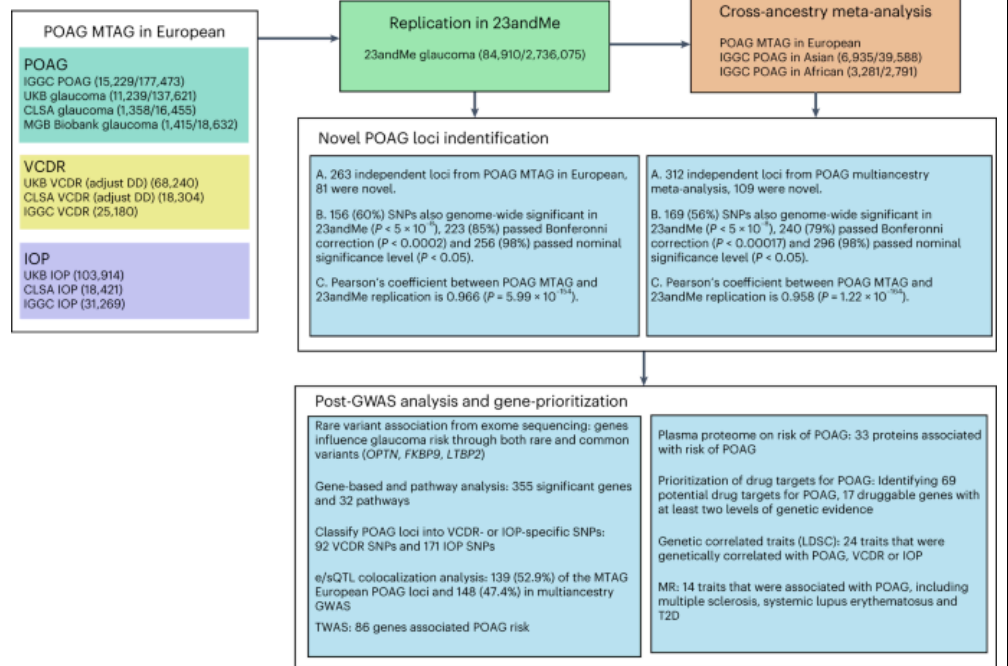 POAG MTAG in European
POAG
IGGC POAG (15,229/177,473)
UKB glaucoma (11,239/137,621)
CLSA glaucoma (1,358/16,455)
MGB Biobank glaucoma (1,415/18,632)
VCDR
UKB VCDR (adjust DD) (68,240)
CLSA VCDR (adjust DD) (18,304)
IGGC VCDR (25,180)
IOP
UKB IOP (103,914)
CLSA IOP (18,421)
IGGC IOP (31,269)
Replication in 23andMe
23andMe glaucoma (84,910/2,736,075)
Cross-ancestry meta-analysis
POAG MTAG in European
IGGC POAG in Asian (6,935/39,588)
IGGC POAG in African (3,281/2,791)
Novel POAG loci indentification
A. 263 independent loci from POAG MTAG in European,
81 were novel.
B. 156 (60%) SNPs also genome-wide significant in
23andMe (P < 5 × 10⁻⁸), 223 (85%) passed Bonferonni
correction (P < 0.0002) and 256 (98%) passed nominal
significance level (P < 0.05).
C. Pearson's coefficient between POAG MTAG and
23andMe replication is 0.966 (P = 5.99 × 10⁻¹⁵⁴).
A. 312 independent loci from POAG multiancestry
meta-analysis, 109 were novel.
B. 169 (56%) SNPs also genome-wide significant in
23andMe (P < 5 × 10⁻⁸), 240 (79%) passed Bonferonni
correction (P < 0.00017) and 296 (98%) passed nominal
significance level (P < 0.05).
C. Pearson's coefficient between POAG MTAG and
23andMe replication is 0.958 (P = 1.22 × 10⁻¹⁶⁴).
Post-GWAS analysis and gene-prioritization
Rare variant association from exome sequencing: genes
influence glaucoma risk through both rare and common
variants (OPTN, FKBP9, LTBP2)
Gene-based and pathway analysis: 355 significant genes
and 32 pathways
Classify POAG loci into VCDR- or IOP-specific SNPs:
92 VCDR SNPs and 171 IOP SNPs
e/sQTL colocalization analysis: 139 (52.9%) of the MTAG
European POAG loci and 148 (47.4%) in multiancestry
GWAS
TWAS: 86 genes associated POAG risk
Plasma proteome on risk of POAG: 33 proteins associated
with risk of POAG
Prioritization of drug targets for POAG: Identifying 69
potential drug targets for POAG, 17 druggable genes with
at least two levels of genetic evidence
Genetic correlated traits (LDSC): 24 traits that were
genetically correlated with POAG, VCDR or IOP
MR: 14 traits that were associated with POAG, including
multiple sclerosis, systemic lupus erythematosus and
T2D